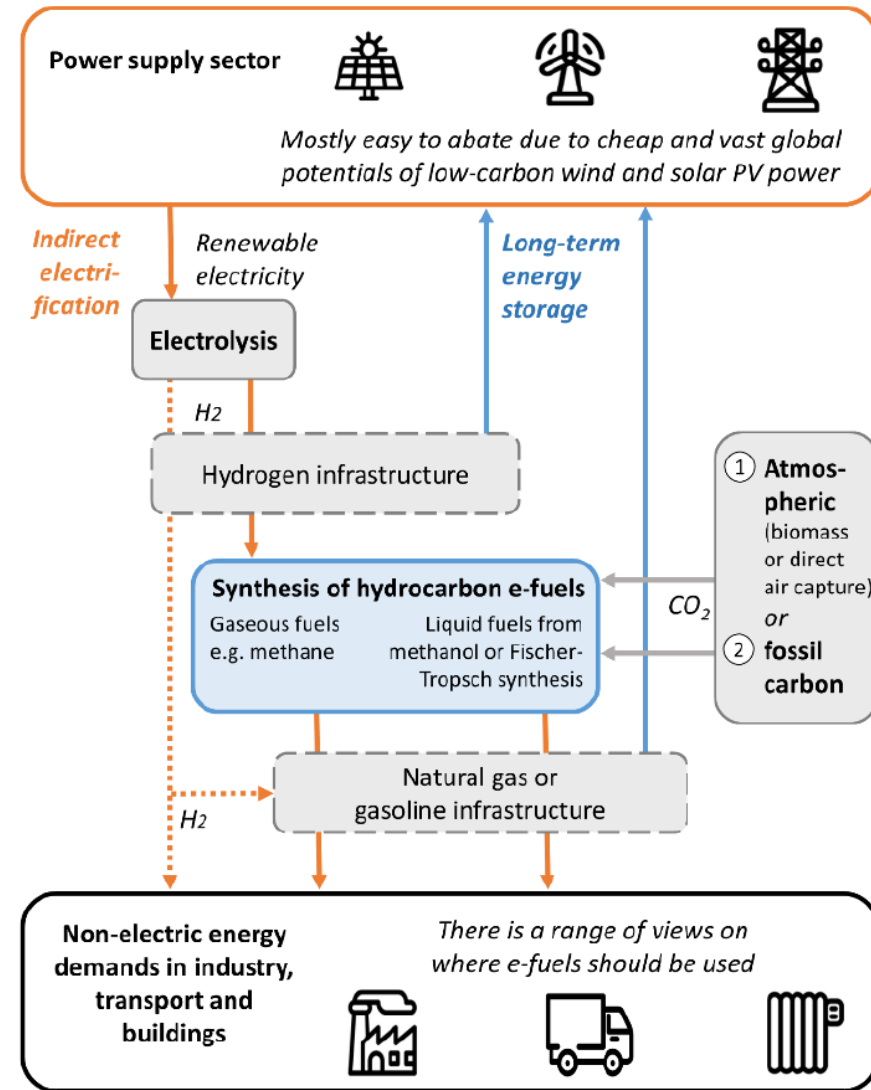 Power supply sector
Mostly easy to abate due to cheap and vast global
potentials of low-carbon wind and solar PV power
Indirect
electri-
fication
Renewable
electricity
Long-term
energy
storage
Electrolysis
H2
Hydrogen infrastructure
1 Atmos-
pheric
(biomass
or direct
air capture)
or
2 fossil
carbon
CO2
Synthesis of hydrocarbon e-fuels
Gaseous fuels
e.g. methane
Liquid fuels from
methanol or Fischer-
Tropsch synthesis
Natural gas or
gasoline infrastructure
H2
Non-electric energy
demands in industry,
transport and
buildings
There is a range of views on
where e-fuels should be used